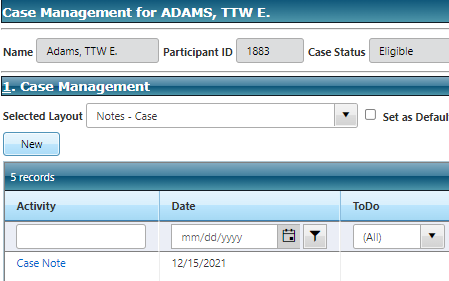 Case Management for ADAMS, TTW E.
Name Adams, TTW E. Participant ID 1883 Case Status Eligible
1. Case Management
Selected Layout Notes - Case Set as Defaul
New
5 records
Activity Date ToDo
mm/dd/yyyy (All)
Case Note 12/15/2021